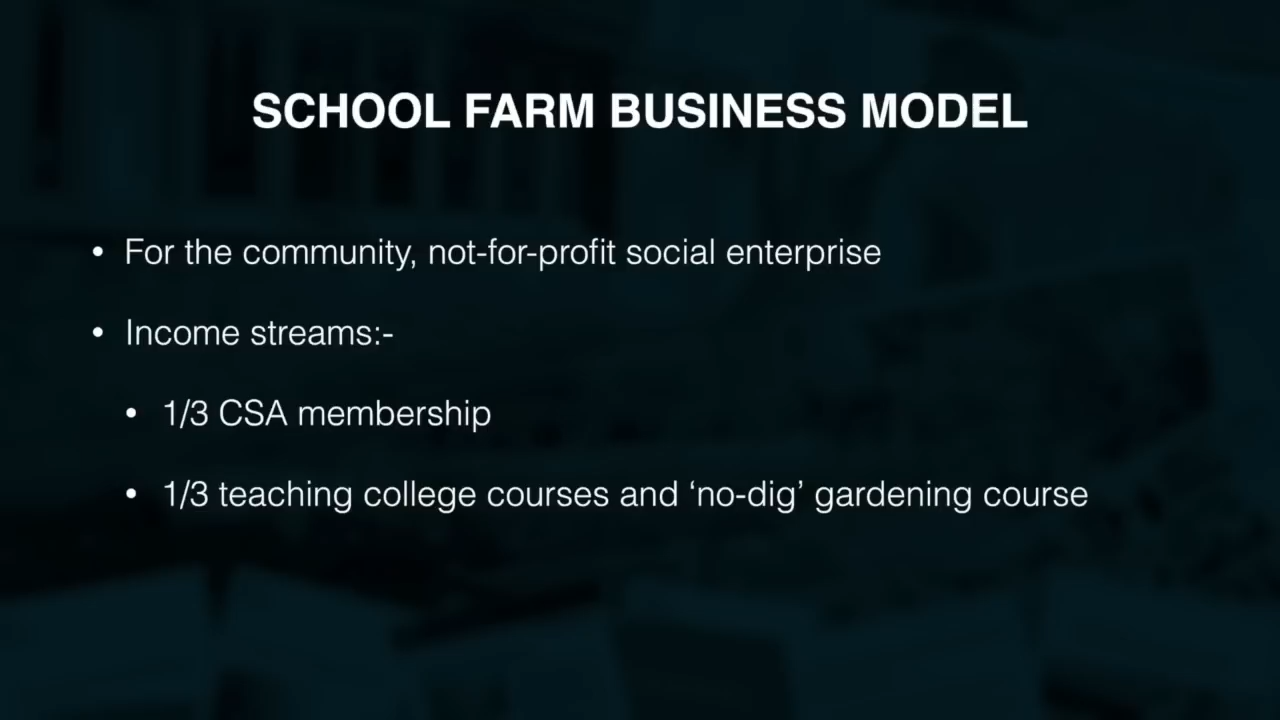 SCHOOL FARM BUSINESS MODEL
• For the community, not-for-profit social enterprise
• Income streams:-
• 1/3 CSA membership
• 1/3 teaching college courses and ‘no-dig’ gardening course